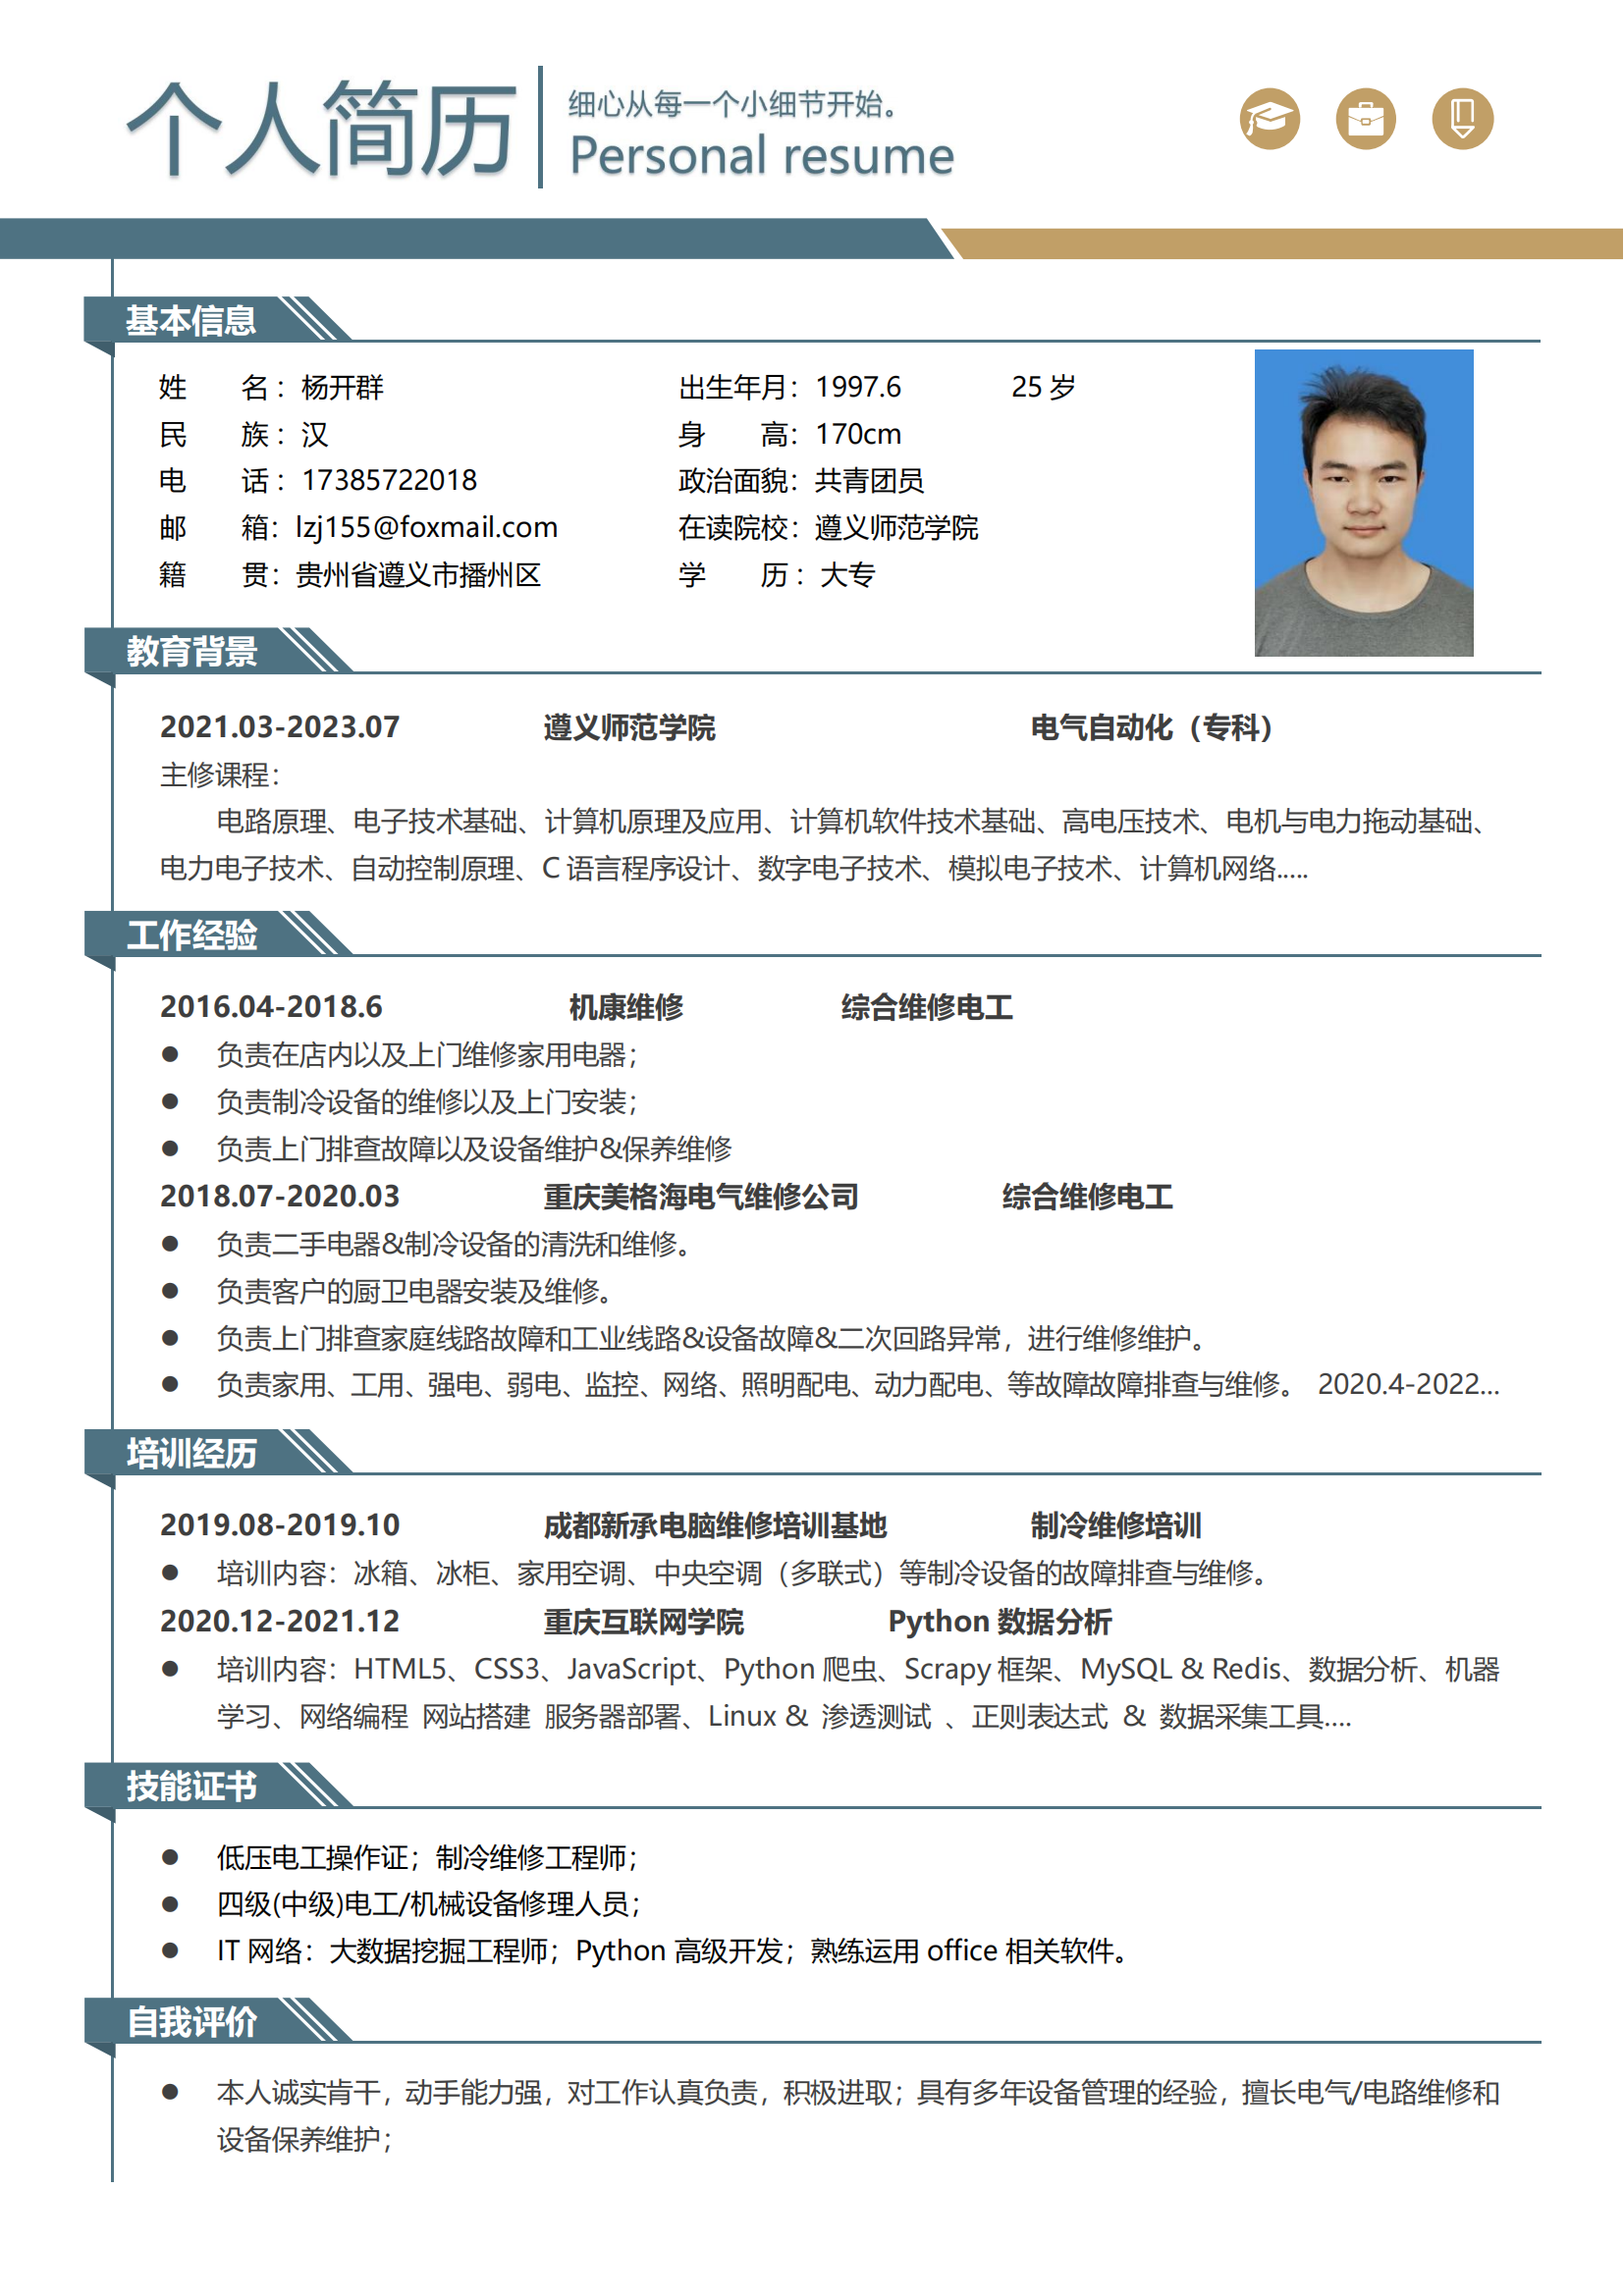 个人简历
细心从每一个小细节开始。
Personal resume
基本信息
姓 名：杨开群 出生年月：1997.6 25 岁
民 族：汉 身 高：170cm
电 话：17385722018 政治面貌：共青团员
邮 箱：lzj155@foxmail.com 在读院校：遵义师范学院
籍 贯：贵州省遵义市播州区 学 历：大专
教育背景
2021.03-2023.07 遵义师范学院 电气自动化（专科）
主修课程：
电路原理、电子技术基础、计算机原理及应用、计算机软件技术基础、高电压技术、电机与电力拖动基础、
电力电子技术、自动控制原理、C 语言程序设计、数字电子技术、模拟电子技术、计算机网络.....
工作经验
2016.04-2018.6 机康维修 综合维修电工
● 负责在店内以及上门维修家用电器；
● 负责制冷设备的维修以及上门安装；
● 负责上门排查故障以及设备维护&保养维修
2018.07-2020.03 重庆美格海电气维修公司 综合维修电工
● 负责二手电器&制冷设备的清洗和维修。
● 负责客户的厨卫电器安装及维修。
● 负责上门排查家庭线路故障和工业线路&设备故障&二次回路异常，进行维修维护。
● 负责家用、工用、强电、弱电、监控、网络、照明配电、动力配电、等故障故障排查与维修。 2020.4-2022...
培训经历
2019.08-2019.10 成都新承电脑维修培训基地 制冷维修培训
● 培训内容：冰箱、冰柜、家用空调、中央空调（多联式）等制冷设备的故障排查与维修。
2020.12-2021.12 重庆互联网学院 Python 数据分析
● 培训内容：HTML5、CSS3、JavaScript、Python 爬虫、Scrapy 框架、MySQL & Redis、数据分析、机器
学习、网络编程 网站搭建 服务器部署、Linux & 渗透测试 、正则表达式 & 数据采集工具....
技能证书
● 低压电工操作证；制冷维修工程师；
● 四级(中级)电工/机械设备修理人员；
● IT 网络：大数据挖掘工程师；Python 高级开发；熟练运用 office 相关软件。
自我评价
● 本人诚实肯干，动手能力强，对工作认真负责，积极进取；具有多年设备管理的经验，擅长电气/电路维修和
设备保养维护；